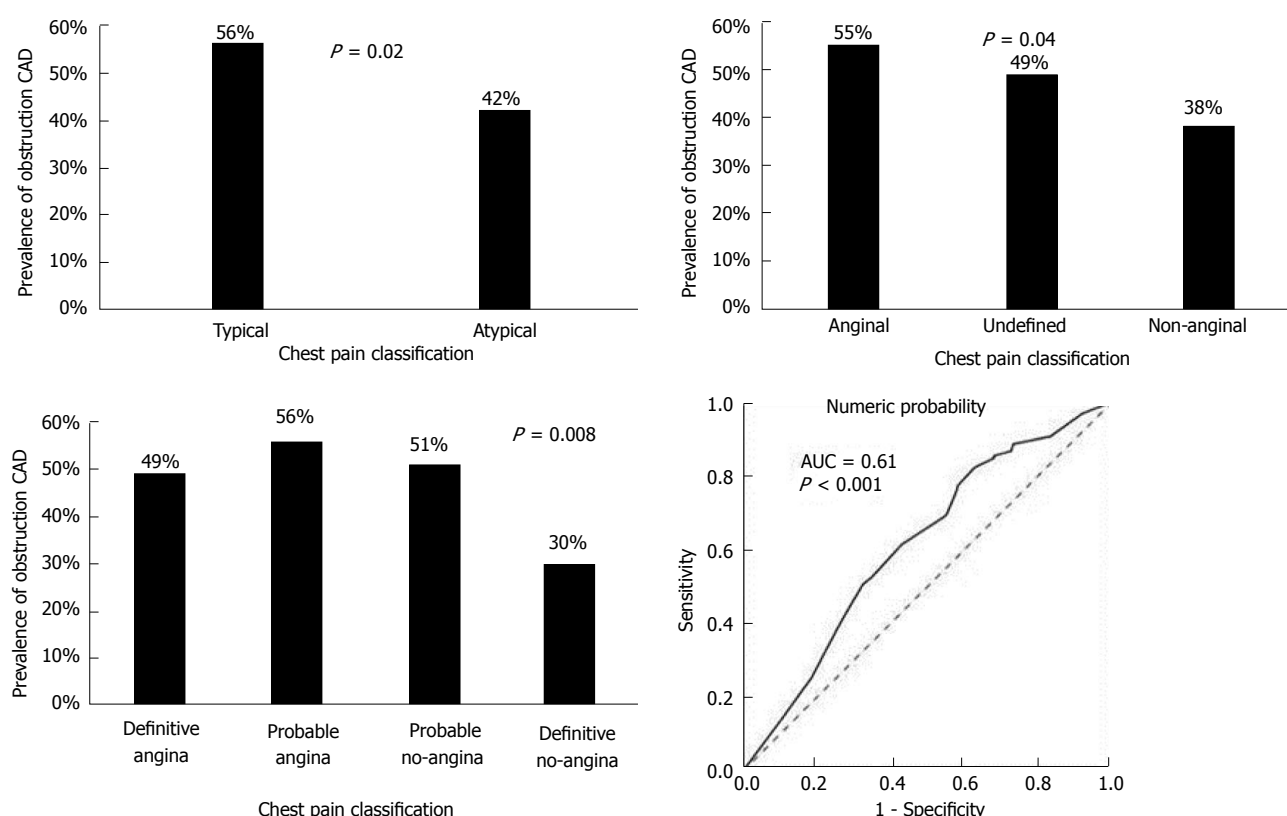 60%
50%
40%
30%
20%
10%
0%
Prevalence of obstruction CAD
56%
P = 0.02
42%
Typical
Atypical
Chest pain classification
60%
50%
40%
30%
20%
10%
0%
Prevalence of obstruction CAD
55%
P = 0.04
49%
38%
Anginal
Undefined
Non-anginal
Chest pain classification
60%
50%
40%
30%
20%
10%
0%
Prevalence of obstruction CAD
49%
56%
51%
P = 0.008
30%
Definitive
angina
Probable
angina
Probable
no-angina
Definitive
no-angina
Chest pain classification
1.0
0.8
0.6
0.4
0.2
0.0
Sensitivity
Numeric probability
AUC = 0.61
P < 0.001
0.0
0.2
0.4
0.6
0.8
1.0
1 - Specificity